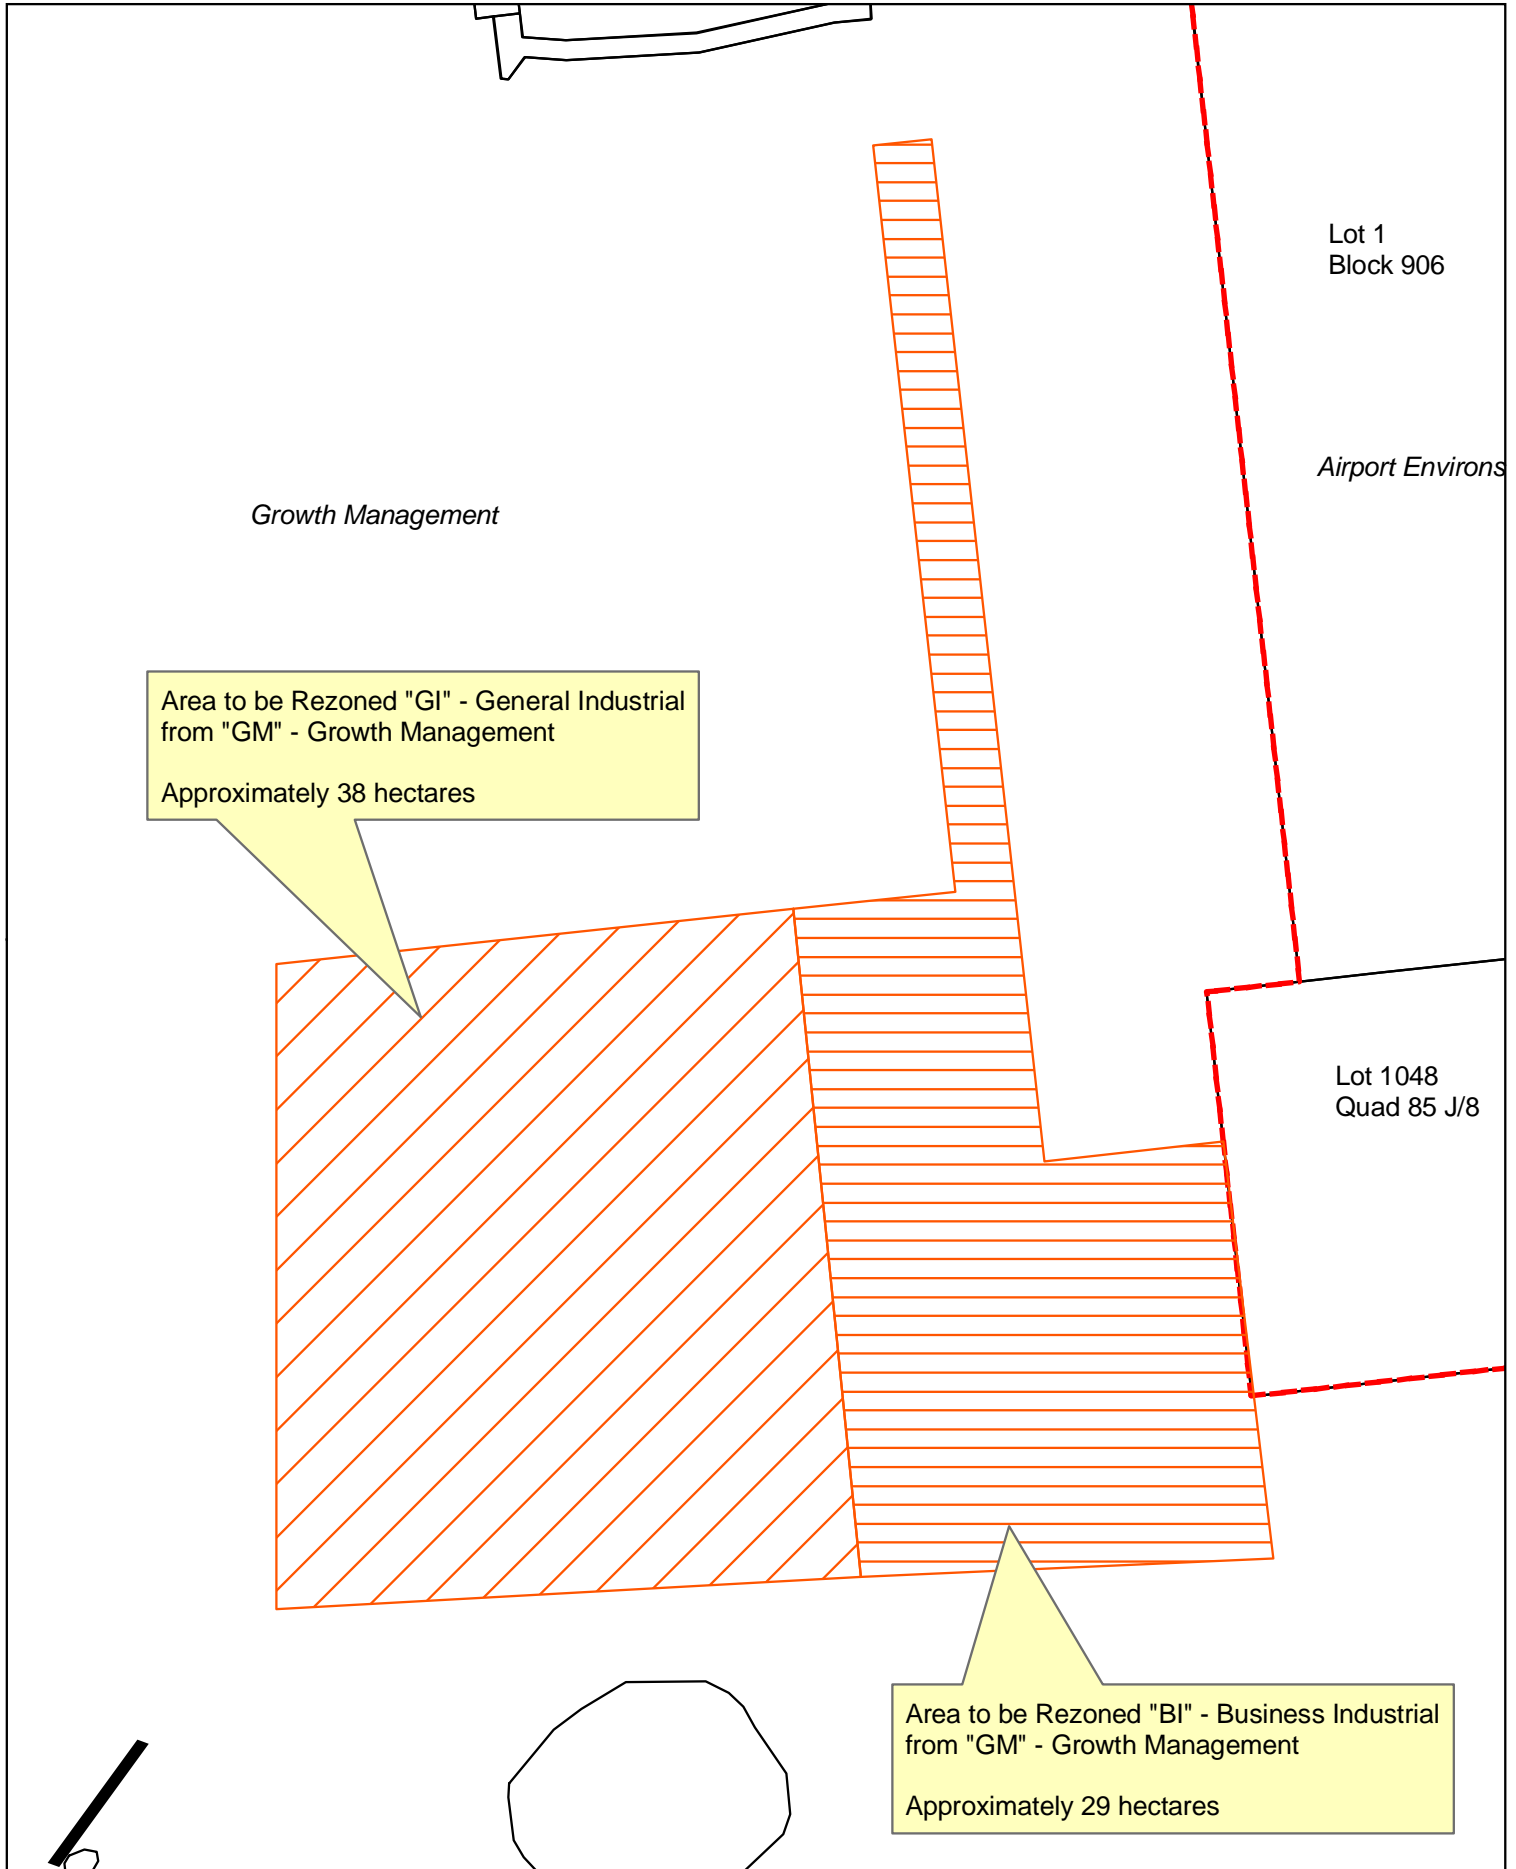 Lot 1
Block 906
Airport Environs
Growth Management
Area to be Rezoned "GI" - General Industrial
from "GM" - Growth Management
Approximately 38 hectares
Lot 1048
Quad 85 J/8
Area to be Rezoned "BI" - Business Industrial
from "GM" - Growth Management
Approximately 29 hectares